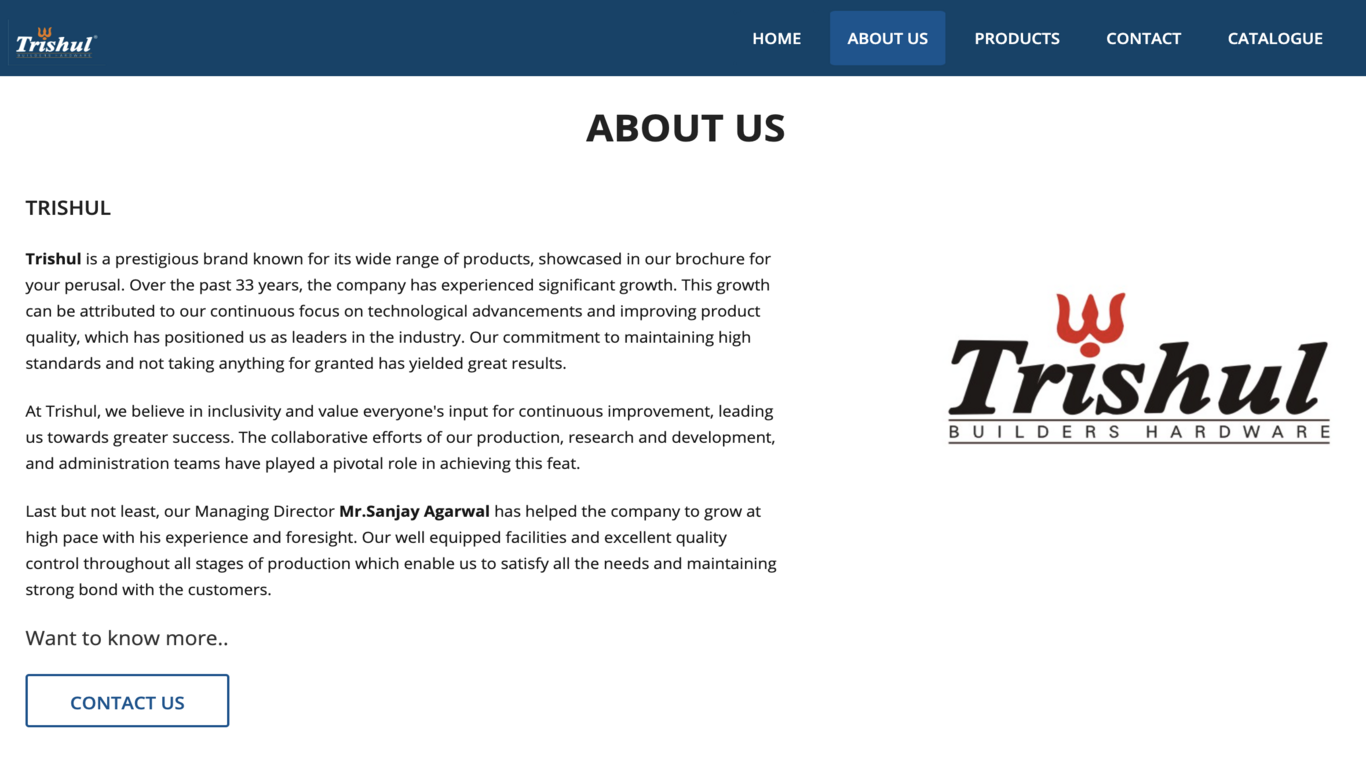 Trishul®
BUILDERS HARDWARE
HOME
ABOUT US
PRODUCTS
CONTACT
CATALOGUE
ABOUT US
TRISHUL
Trishul is a prestigious brand known for its wide range of products, showcased in our brochure for
your perusal. Over the past 33 years, the company has experienced significant growth. This growth
can be attributed to our continuous focus on technological advancements and improving product
quality, which has positioned us as leaders in the industry. Our commitment to maintaining high
standards and not taking anything for granted has yielded great results.
At Trishul, we believe in inclusivity and value everyone's input for continuous improvement, leading
us towards greater success. The collaborative efforts of our production, research and development,
and administration teams have played a pivotal role in achieving this feat.
Last but not least, our Managing Director Mr.Sanjay Agarwal has helped the company to grow at
high pace with his experience and foresight. Our well equipped facilities and excellent quality
control throughout all stages of production which enable us to satisfy all the needs and maintaining
strong bond with the customers.
Want to know more..
CONTACT US
Trishul
BUILDERS HARDWARE